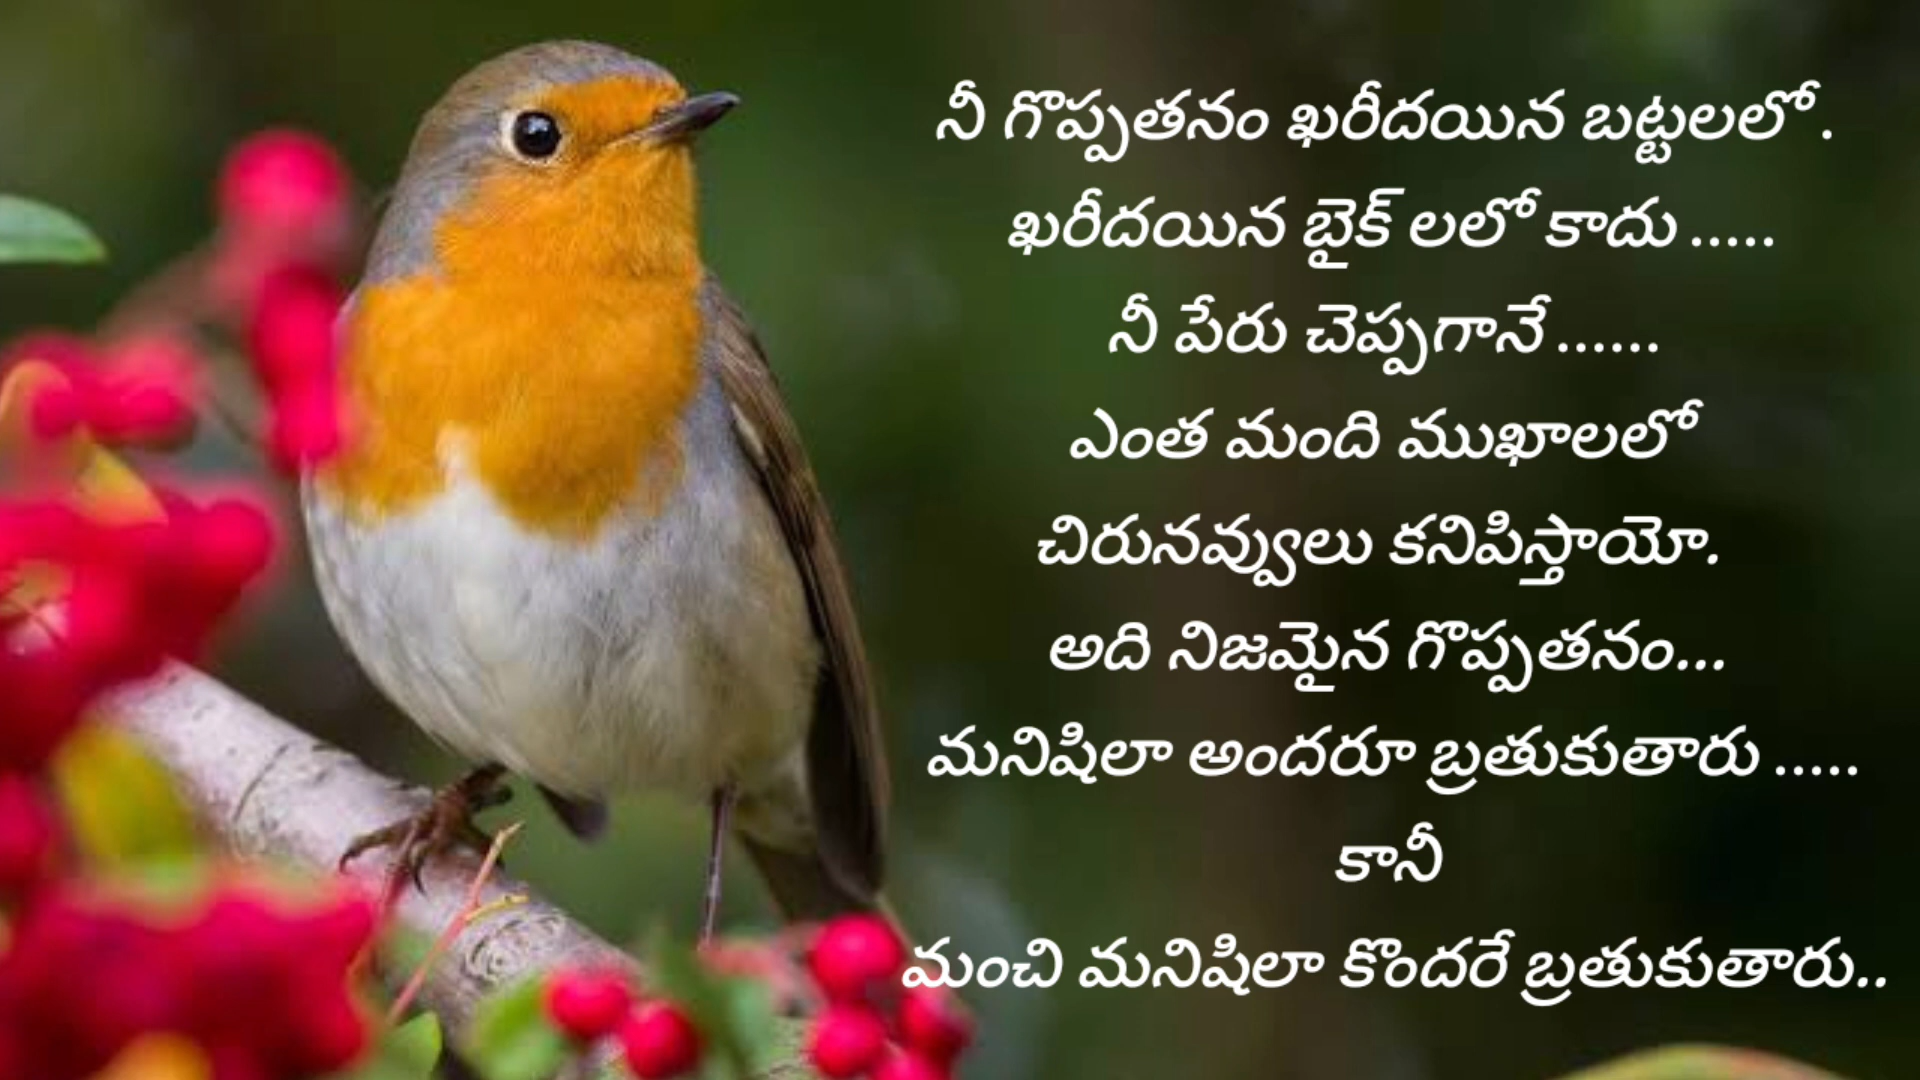 నీ గొప్పతనం ఖరీదయిన బట్టలలో.
ఖరీదయిన బైక్ లలో కాదు .....
నీ పేరు చెప్పగానే......
ఎంత మంది ముఖాలలో
చిరునవ్వులు కనిపిస్తాయో.
అది నిజమైన గొప్పతనం...
మనిషిలా అందరూ బ్రతుకుతారు .....
కానీ
మంచి మనిషిలా కొందరే బ్రతుకుతారు..